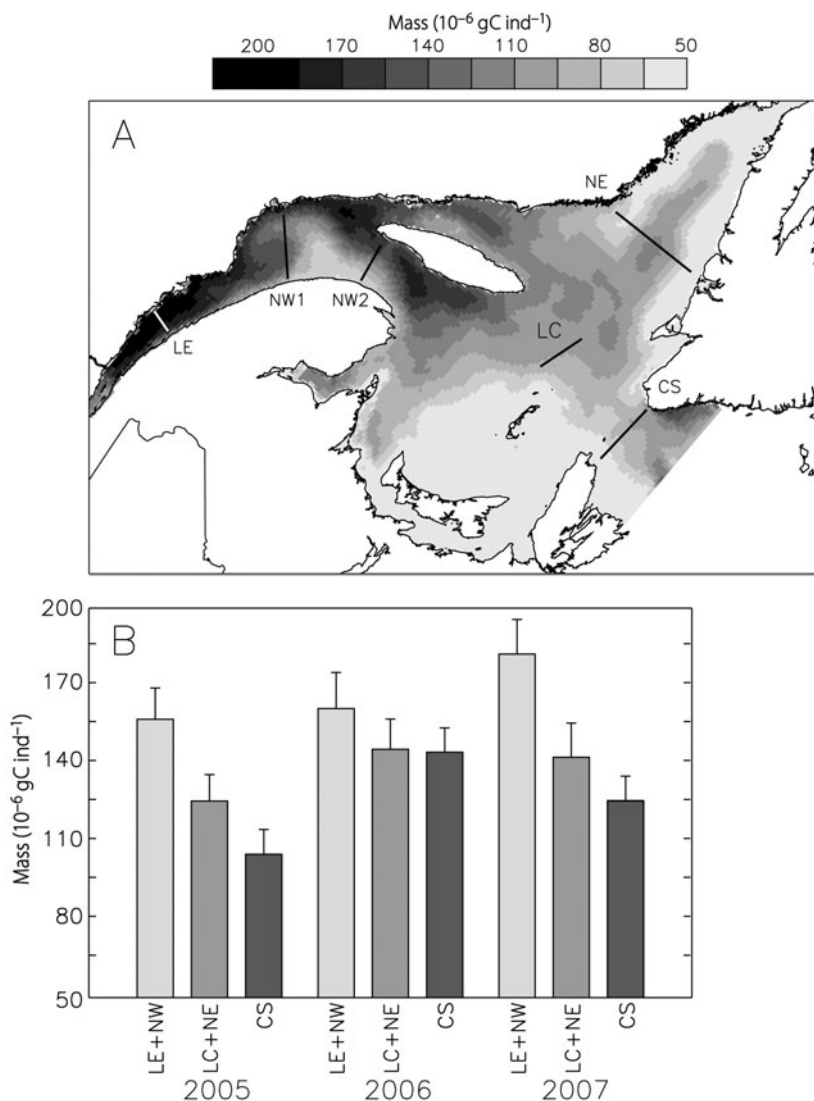 Mass (10⁻⁶ gC ind⁻¹)
200 170 140 110 80 50
A
NE
NW1
NW2
LE
LC
CS
B
Mass (10⁻⁶ gC ind⁻¹)
200
170
140
110
80
50
LE+NW LC+NE CS LE+NW LC+NE CS LE+NW LC+NE CS
2005 2006 2007